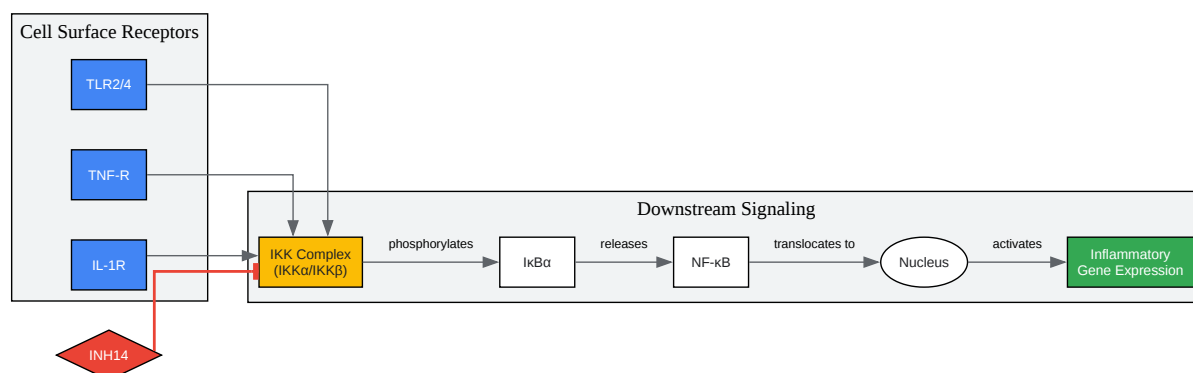 Cell Surface Receptors
TLR2/4
TNF-R
IL-1R
INH14
Downstream Signaling
IKK Complex
(IKKα/IKKβ)
phosphorylates
IκBα
releases
NF-κB
translocates to
Nucleus
activates
Inflammatory
Gene Expression